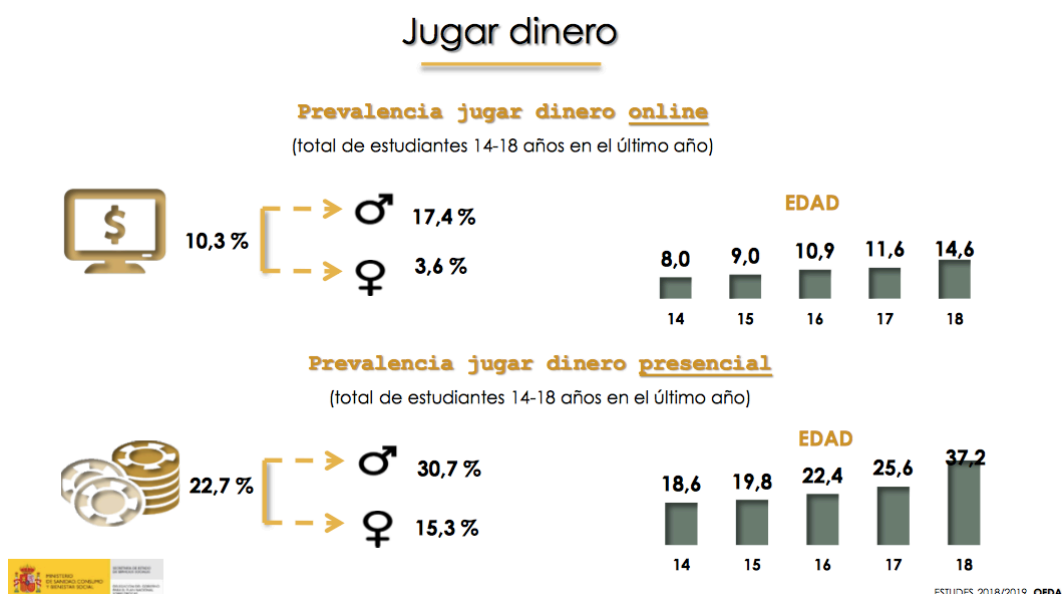 Jugar dinero
Prevalencia jugar dinero online
(total de estudiantes 14-18 años en el último año)
$
10,3 %
17,4 %
3,6 %
EDAD
8,0 9,0 10,9 11,6 14,6
14 15 16 17 18
Prevalencia jugar dinero presencial
(total de estudiantes 14-18 años en el último año)
22,7 %
30,7 %
15,3 %
EDAD
18,6 19,8 22,4 25,6 37,2
14 15 16 17 18
MINISTERIO
DE SANIDAD, CONSUMO
Y BIENESTAR SOCIAL
ESTUDES 2018/2019. OEDA